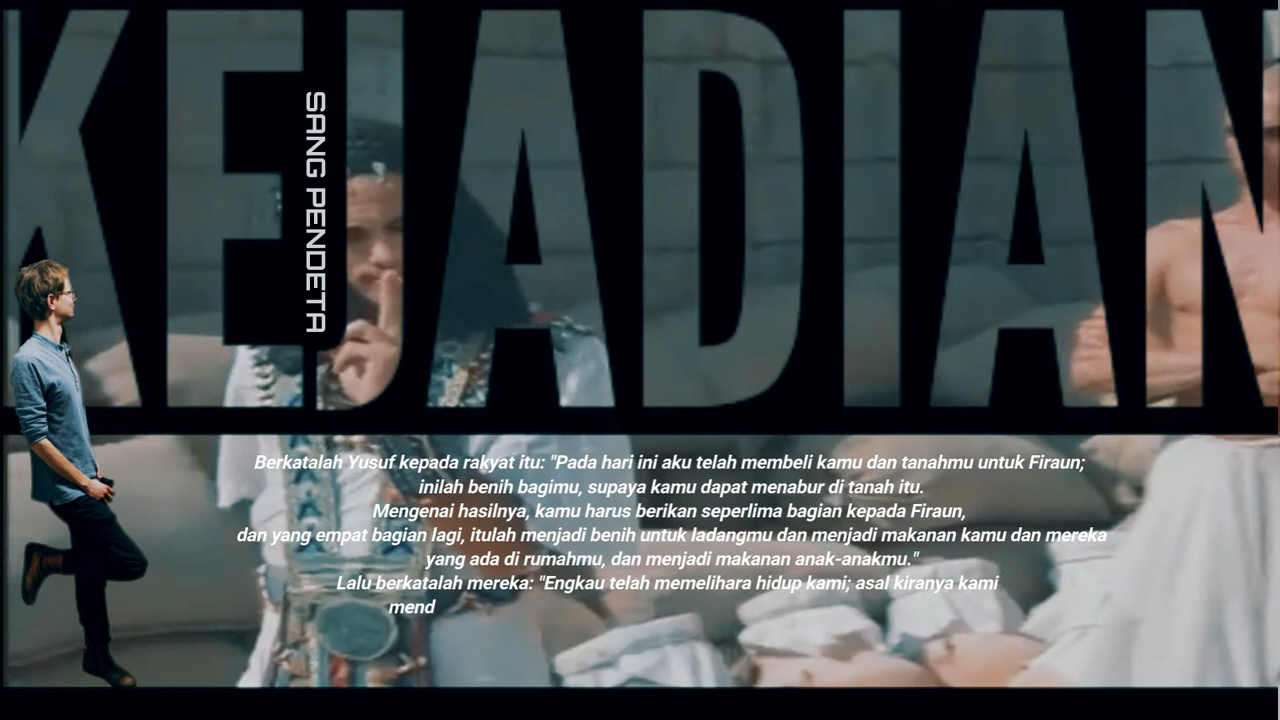 KEJADIAN
SANG PENDETA
Berkatalah Yusuf kepada rakyat itu: "Pada hari ini aku telah membeli kamu dan tanahmu untuk Firaun;
inilah benih bagimu, supaya kamu dapat menabur di tanah itu.
Mengenai hasilnya, kamu harus berikan seperlima bagian kepada Firaun,
dan yang empat bagian lagi, itulah menjadi benih untuk ladangmu dan menjadi makanan kamu dan mereka
yang ada di rumahmu, dan menjadi makanan anak-anakmu."
Lalu berkatalah mereka: "Engkau telah memelihara hidup kami; asal kiranya kami
mend